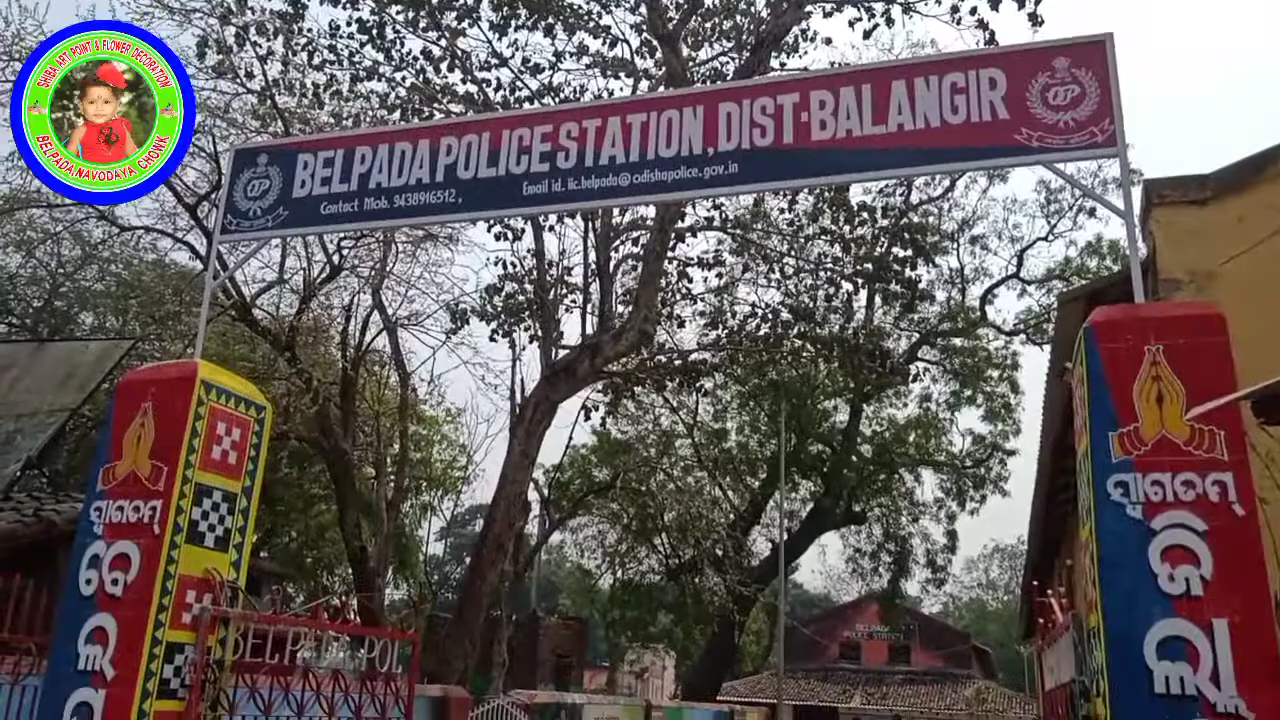 SHIBA ART POINT & FLOWER DECORATION
BELPADA, NAVODAYA CHOWK
BELPADA POLICE STATION, DIST-BALANGIR
OP
OP
Contact Mob. 9438916512,
Email id. iic.belpada@odishapolice.gov.in
ସ୍ୱାଗତମ୍
ବେ
ଲ
ସ୍ୱାଗତମ୍
ଜି
ଲ୍ଲା
BELPADA POL
BELPADA
POLICE STATION